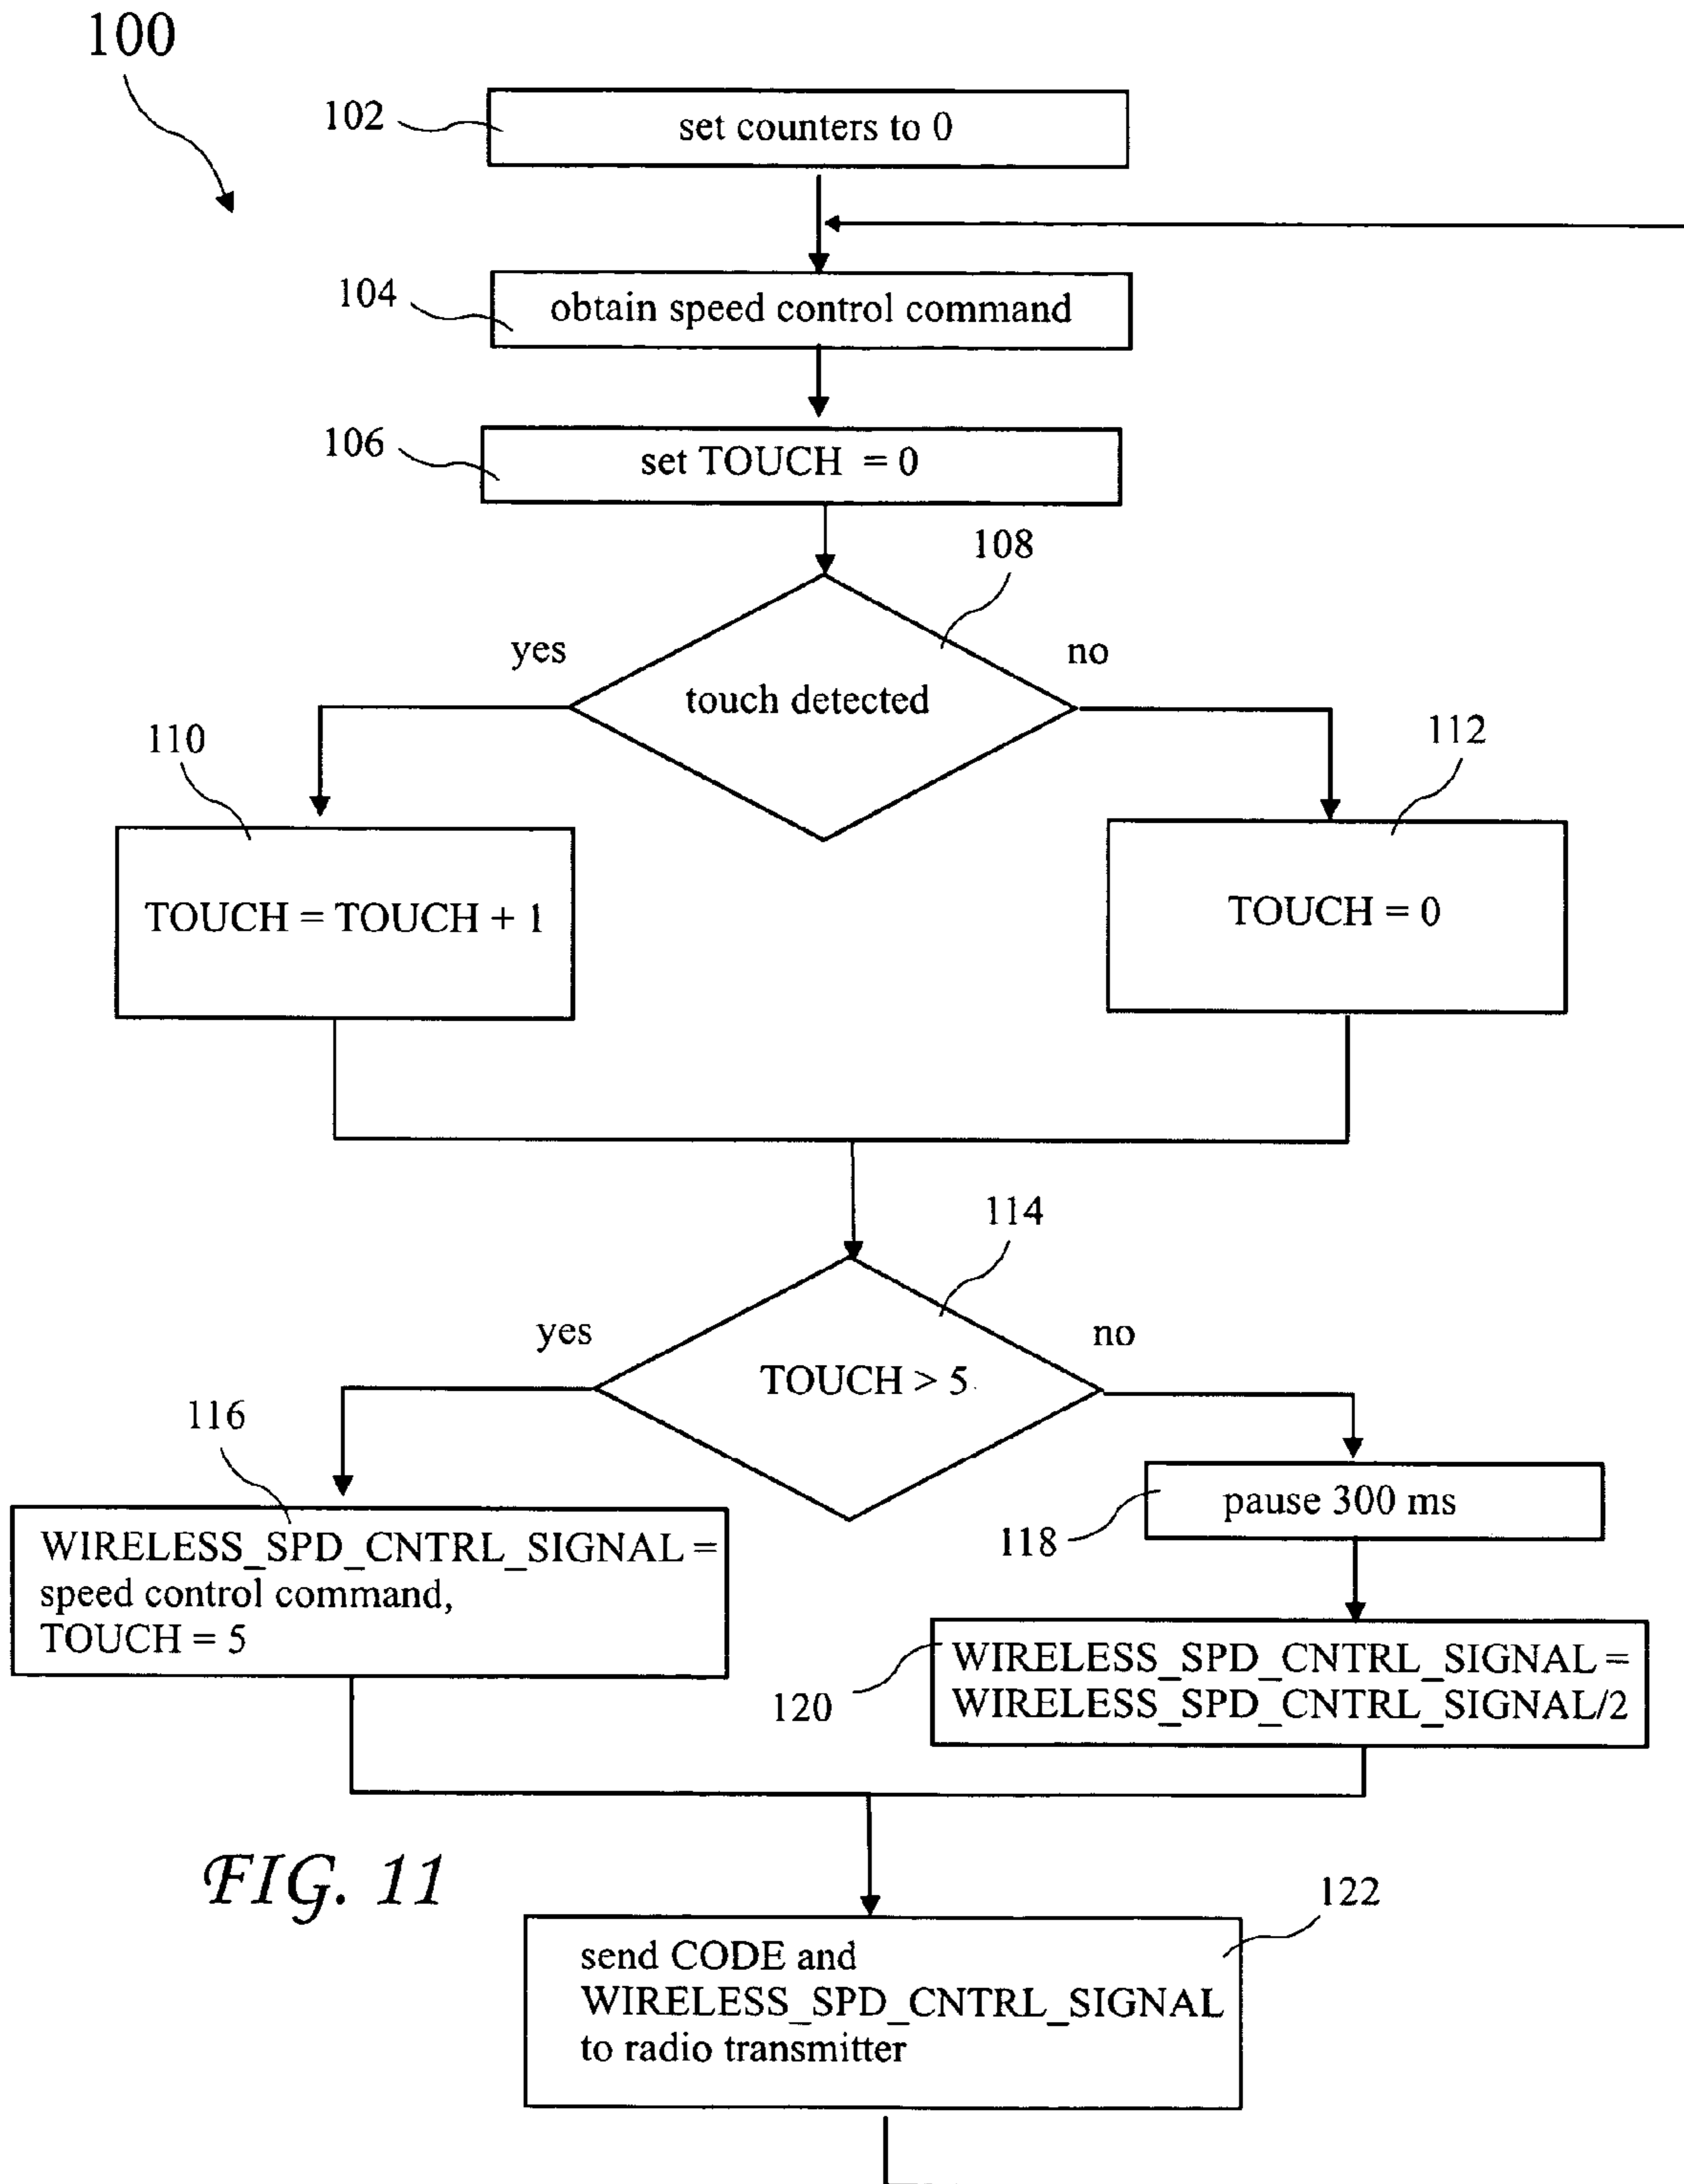 100
102
set counters to 0
104
obtain speed control command
106
set TOUCH = 0
108
yes
no
touch detected
110
112
TOUCH = TOUCH + 1
TOUCH = 0
114
yes
no
TOUCH > 5
116
118
pause 300 ms
WIRELESS_SPD_CNTRL_SIGNAL =
speed control command,
TOUCH = 5
120
WIRELESS_SPD_CNTRL_SIGNAL =
WIRELESS_SPD_CNTRL_SIGNAL/2
FIG. 11
122
send CODE and
WIRELESS_SPD_CNTRL_SIGNAL
to radio transmitter